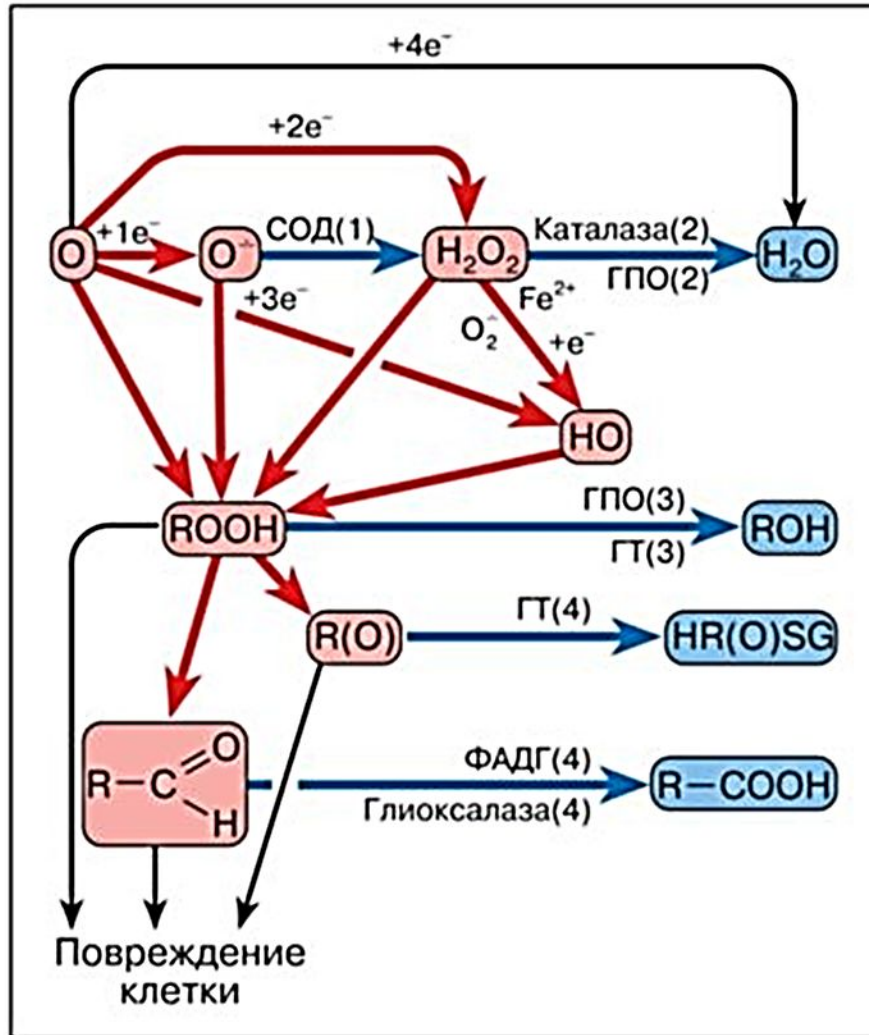 +4e⁻
+2e⁻
O
+1e⁻
O⁻
СОД(1)
H₂O₂
Каталаза(2)
ГПО(2)
H₂O
+3e⁻
Fe²⁺
O₂⁻
+e⁻
HO
ROOH
ГПО(3)
ГТ(3)
ROH
R(O)
ГТ(4)
HR(O)SG
R–C
O
H
ФАДГ(4)
Глиоксалаза(4)
R–COOH
Повреждение
клетки